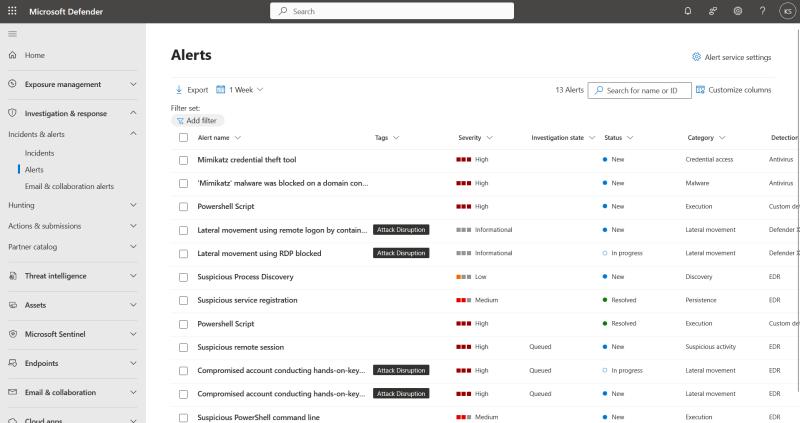 Microsoft Defender
Search
KS
Home
Exposure management
Investigation & response
Incidents & alerts
Incidents
Alerts
Email & collaboration alerts
Hunting
Actions & submissions
Partner catalog
Threat intelligence
Assets
Microsoft Sentinel
Endpoints
Email & collaboration
Cloud apps
Alerts
Alert service settings
Export 1 Week 13 Alerts Search for name or ID Customize columns
Filter set:
Add filter
Alert name Tags Severity Investigation state Status Category Detection
Mimikatz credential theft tool High New Credential access Antivirus
'Mimikatz' malware was blocked on a domain con... High New Malware Antivirus
Powershell Script High New Execution Custom de
Lateral movement using remote logon by contain... Attack Disruption Informational New Lateral movement Defender X
Lateral movement using RDP blocked Attack Disruption Informational In progress Lateral movement Defender X
Suspicious Process Discovery Low New Discovery EDR
Suspicious service registration Medium Resolved Persistence EDR
Powershell Script High Resolved Execution Custom de
Suspicious remote session High Queued New Suspicious activity EDR
Compromised account conducting hands-on-key... Attack Disruption High Queued In progress Lateral movement EDR
Compromised account conducting hands-on-key... Attack Disruption High Queued New Lateral movement EDR
Suspicious PowerShell command line Medium New Execution EDR